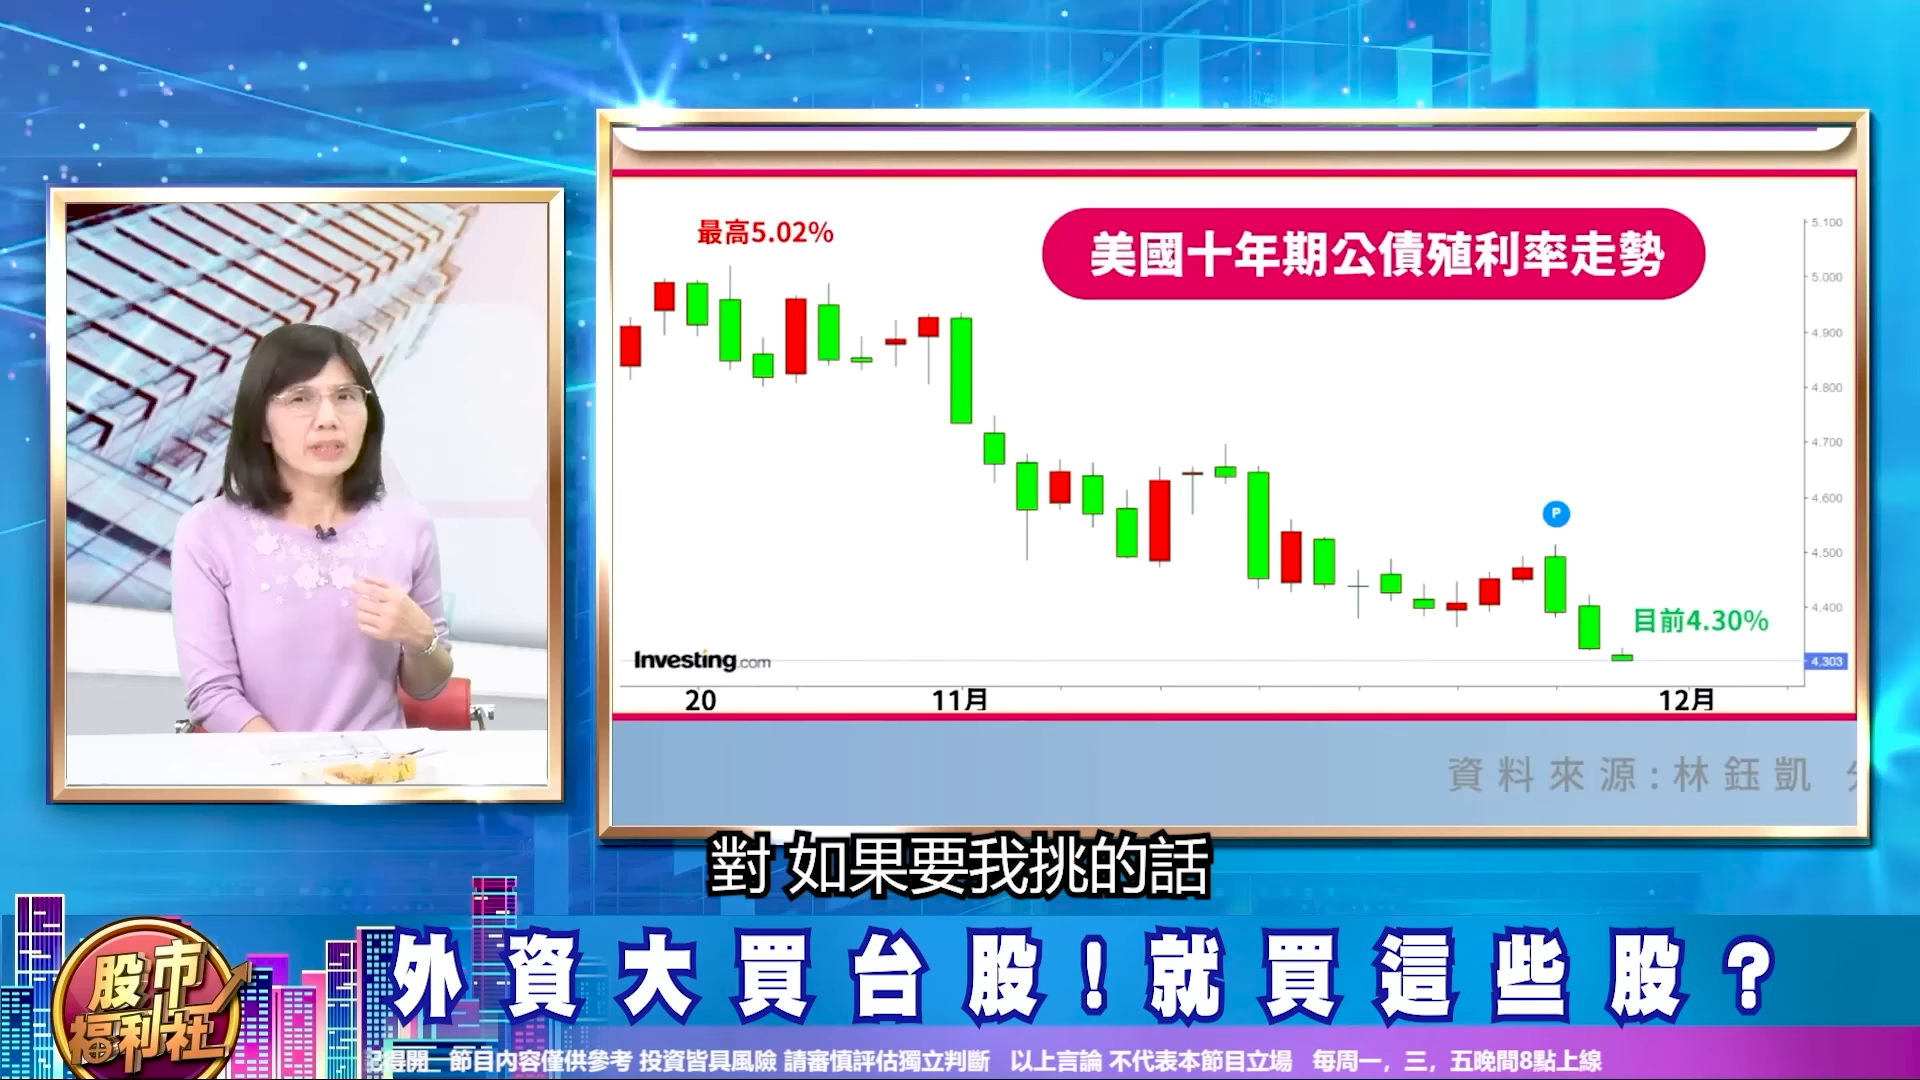 美國十年期公債殖利率走勢
最高5.02%
5.100
5.000
4.900
4.800
4.700
4.600
P
4.500
4.400
目前4.30%
4.303
Investing.com
20
11月
12月
資料來源:林鈺凱
對 如果要我挑的話
股市福利社
外資大買台股!就買這些股?
得開 節目內容僅供參考 投資皆具風險 請審慎評估獨立判斷 以上言論 不代表本節目立場 每周一, 三, 五晚間8點上線